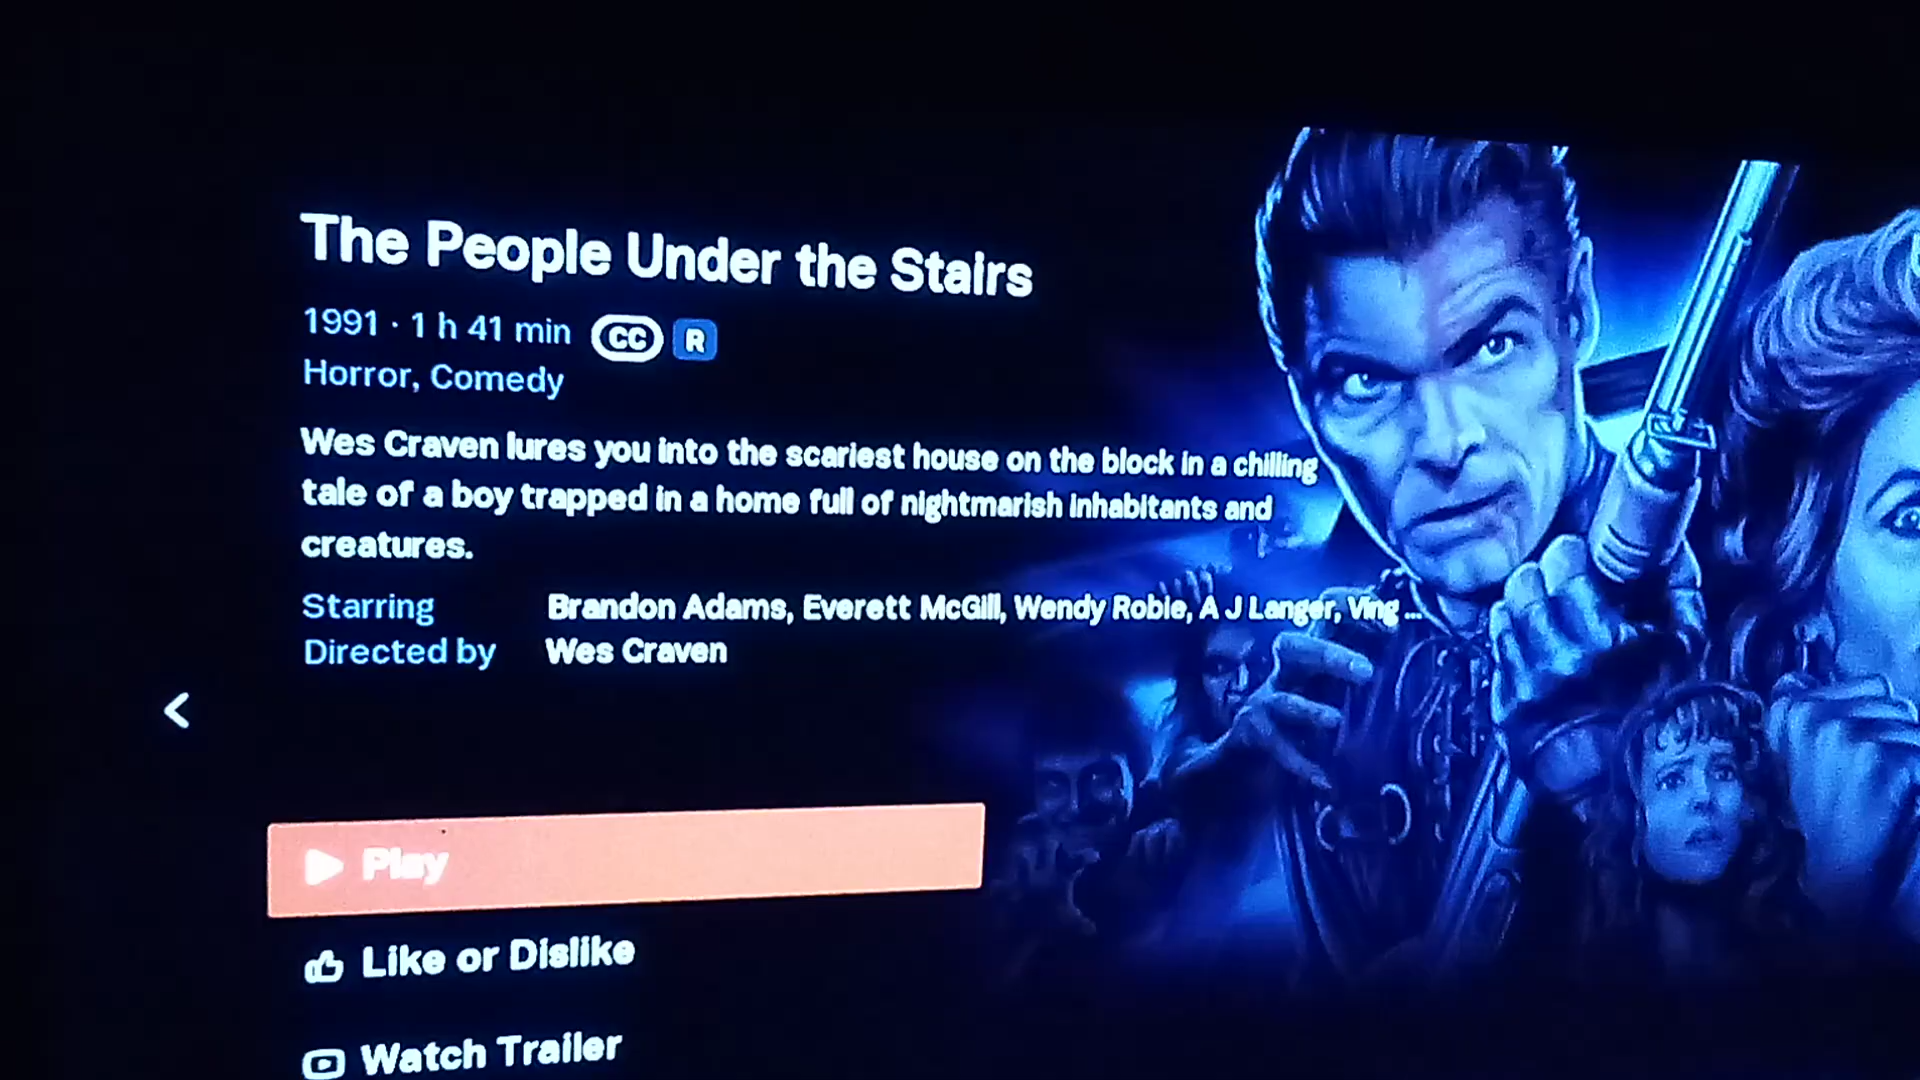 The People Under the Stairs
1991 · 1 h 41 min CC R
Horror, Comedy
Wes Craven lures you into the scariest house on the block in a chilling
tale of a boy trapped in a home full of nightmarish inhabitants and
creatures.
Starring Brandon Adams, Everett McGill, Wendy Robie, A J Langer, Ving ...
Directed by Wes Craven
Play
Like or Dislike
Watch Trailer